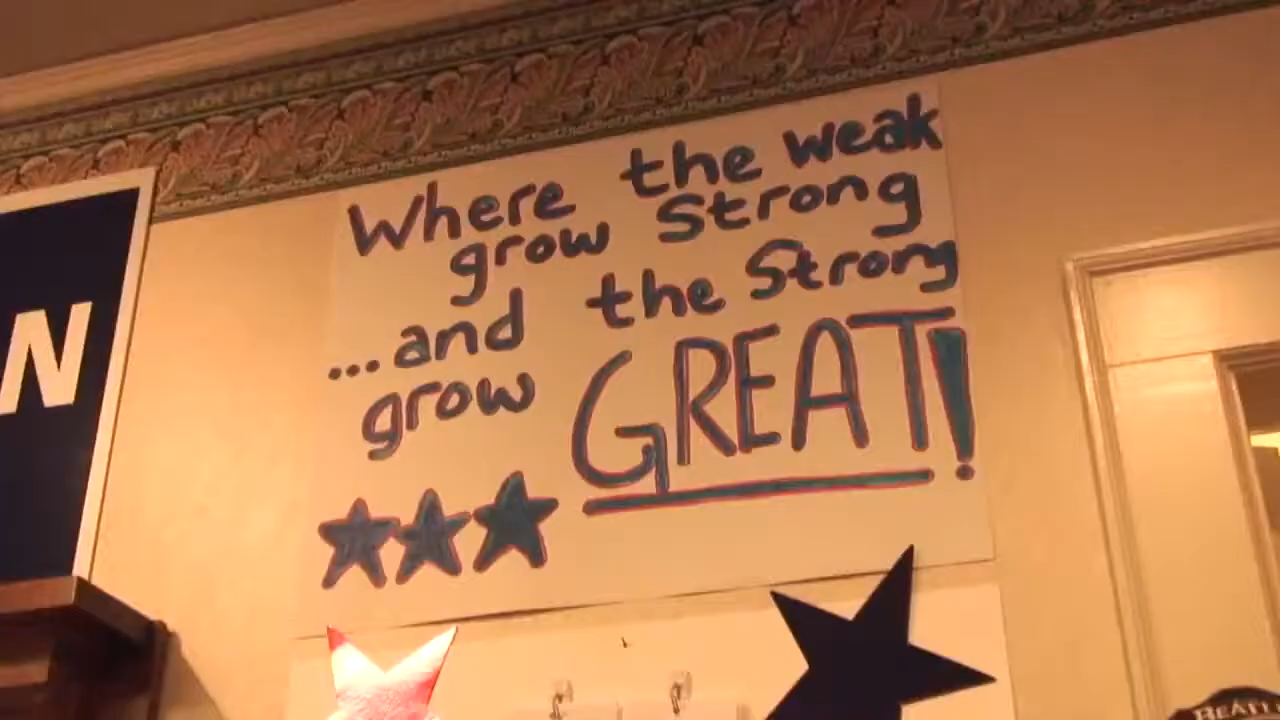 Where the weak
grow Strong
...and the Strong
grow GREAT!
N